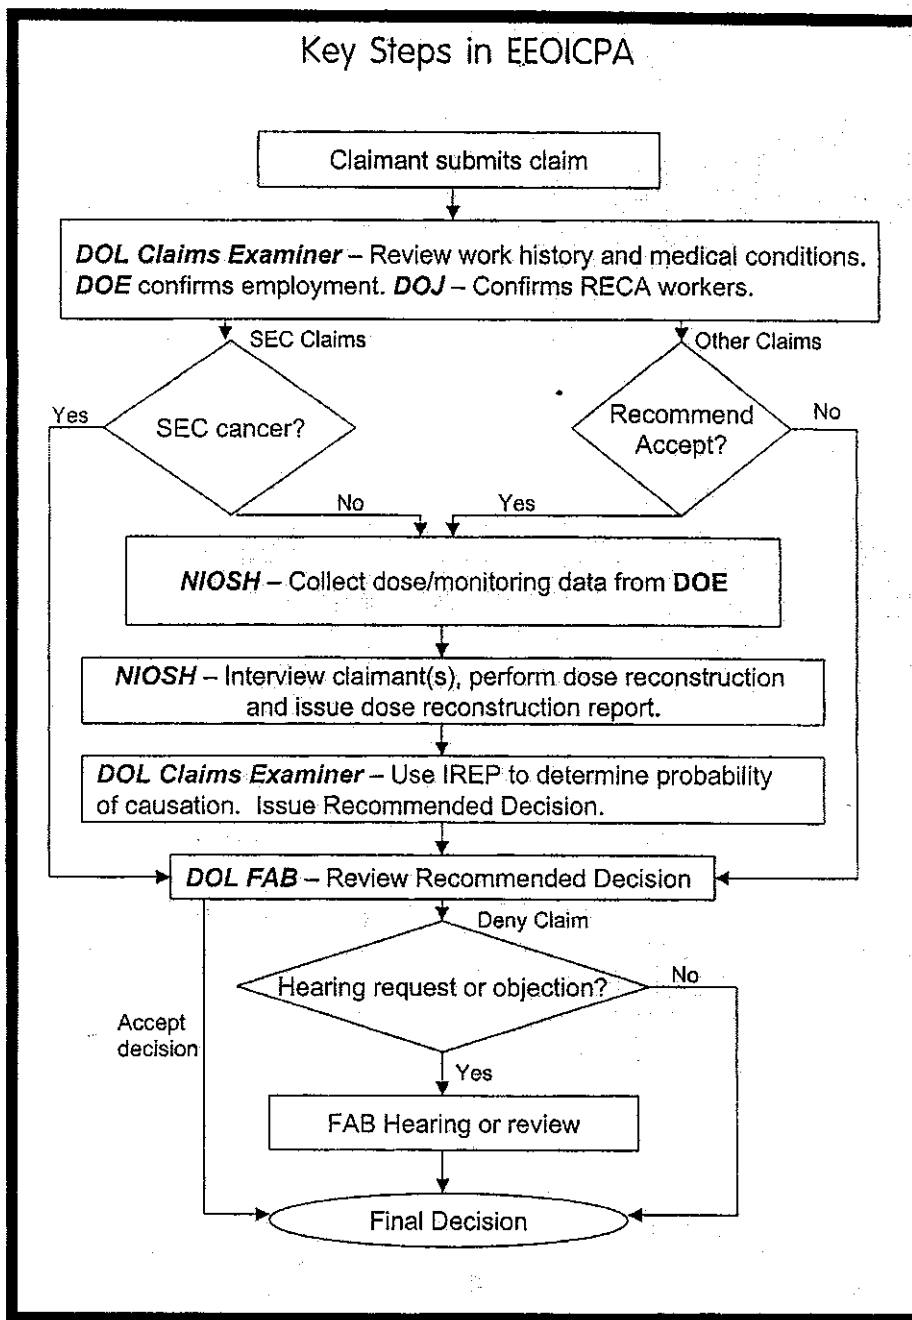 Key Steps in EEOICPA
Claimant submits claim
DOL Claims Examiner – Review work history and medical conditions.
DOE confirms employment. DOJ – Confirms RECA workers.
SEC Claims
Other Claims
Yes
SEC cancer?
Recommend
Accept?
No
No
Yes
NIOSH – Collect dose/monitoring data from DOE
NIOSH – Interview claimant(s), perform dose reconstruction
and issue dose reconstruction report.
DOL Claims Examiner – Use IREP to determine probability
of causation. Issue Recommended Decision.
DOL FAB – Review Recommended Decision
Deny Claim
Hearing request or objection?
No
Accept
decision
Yes
FAB Hearing or review
Final Decision